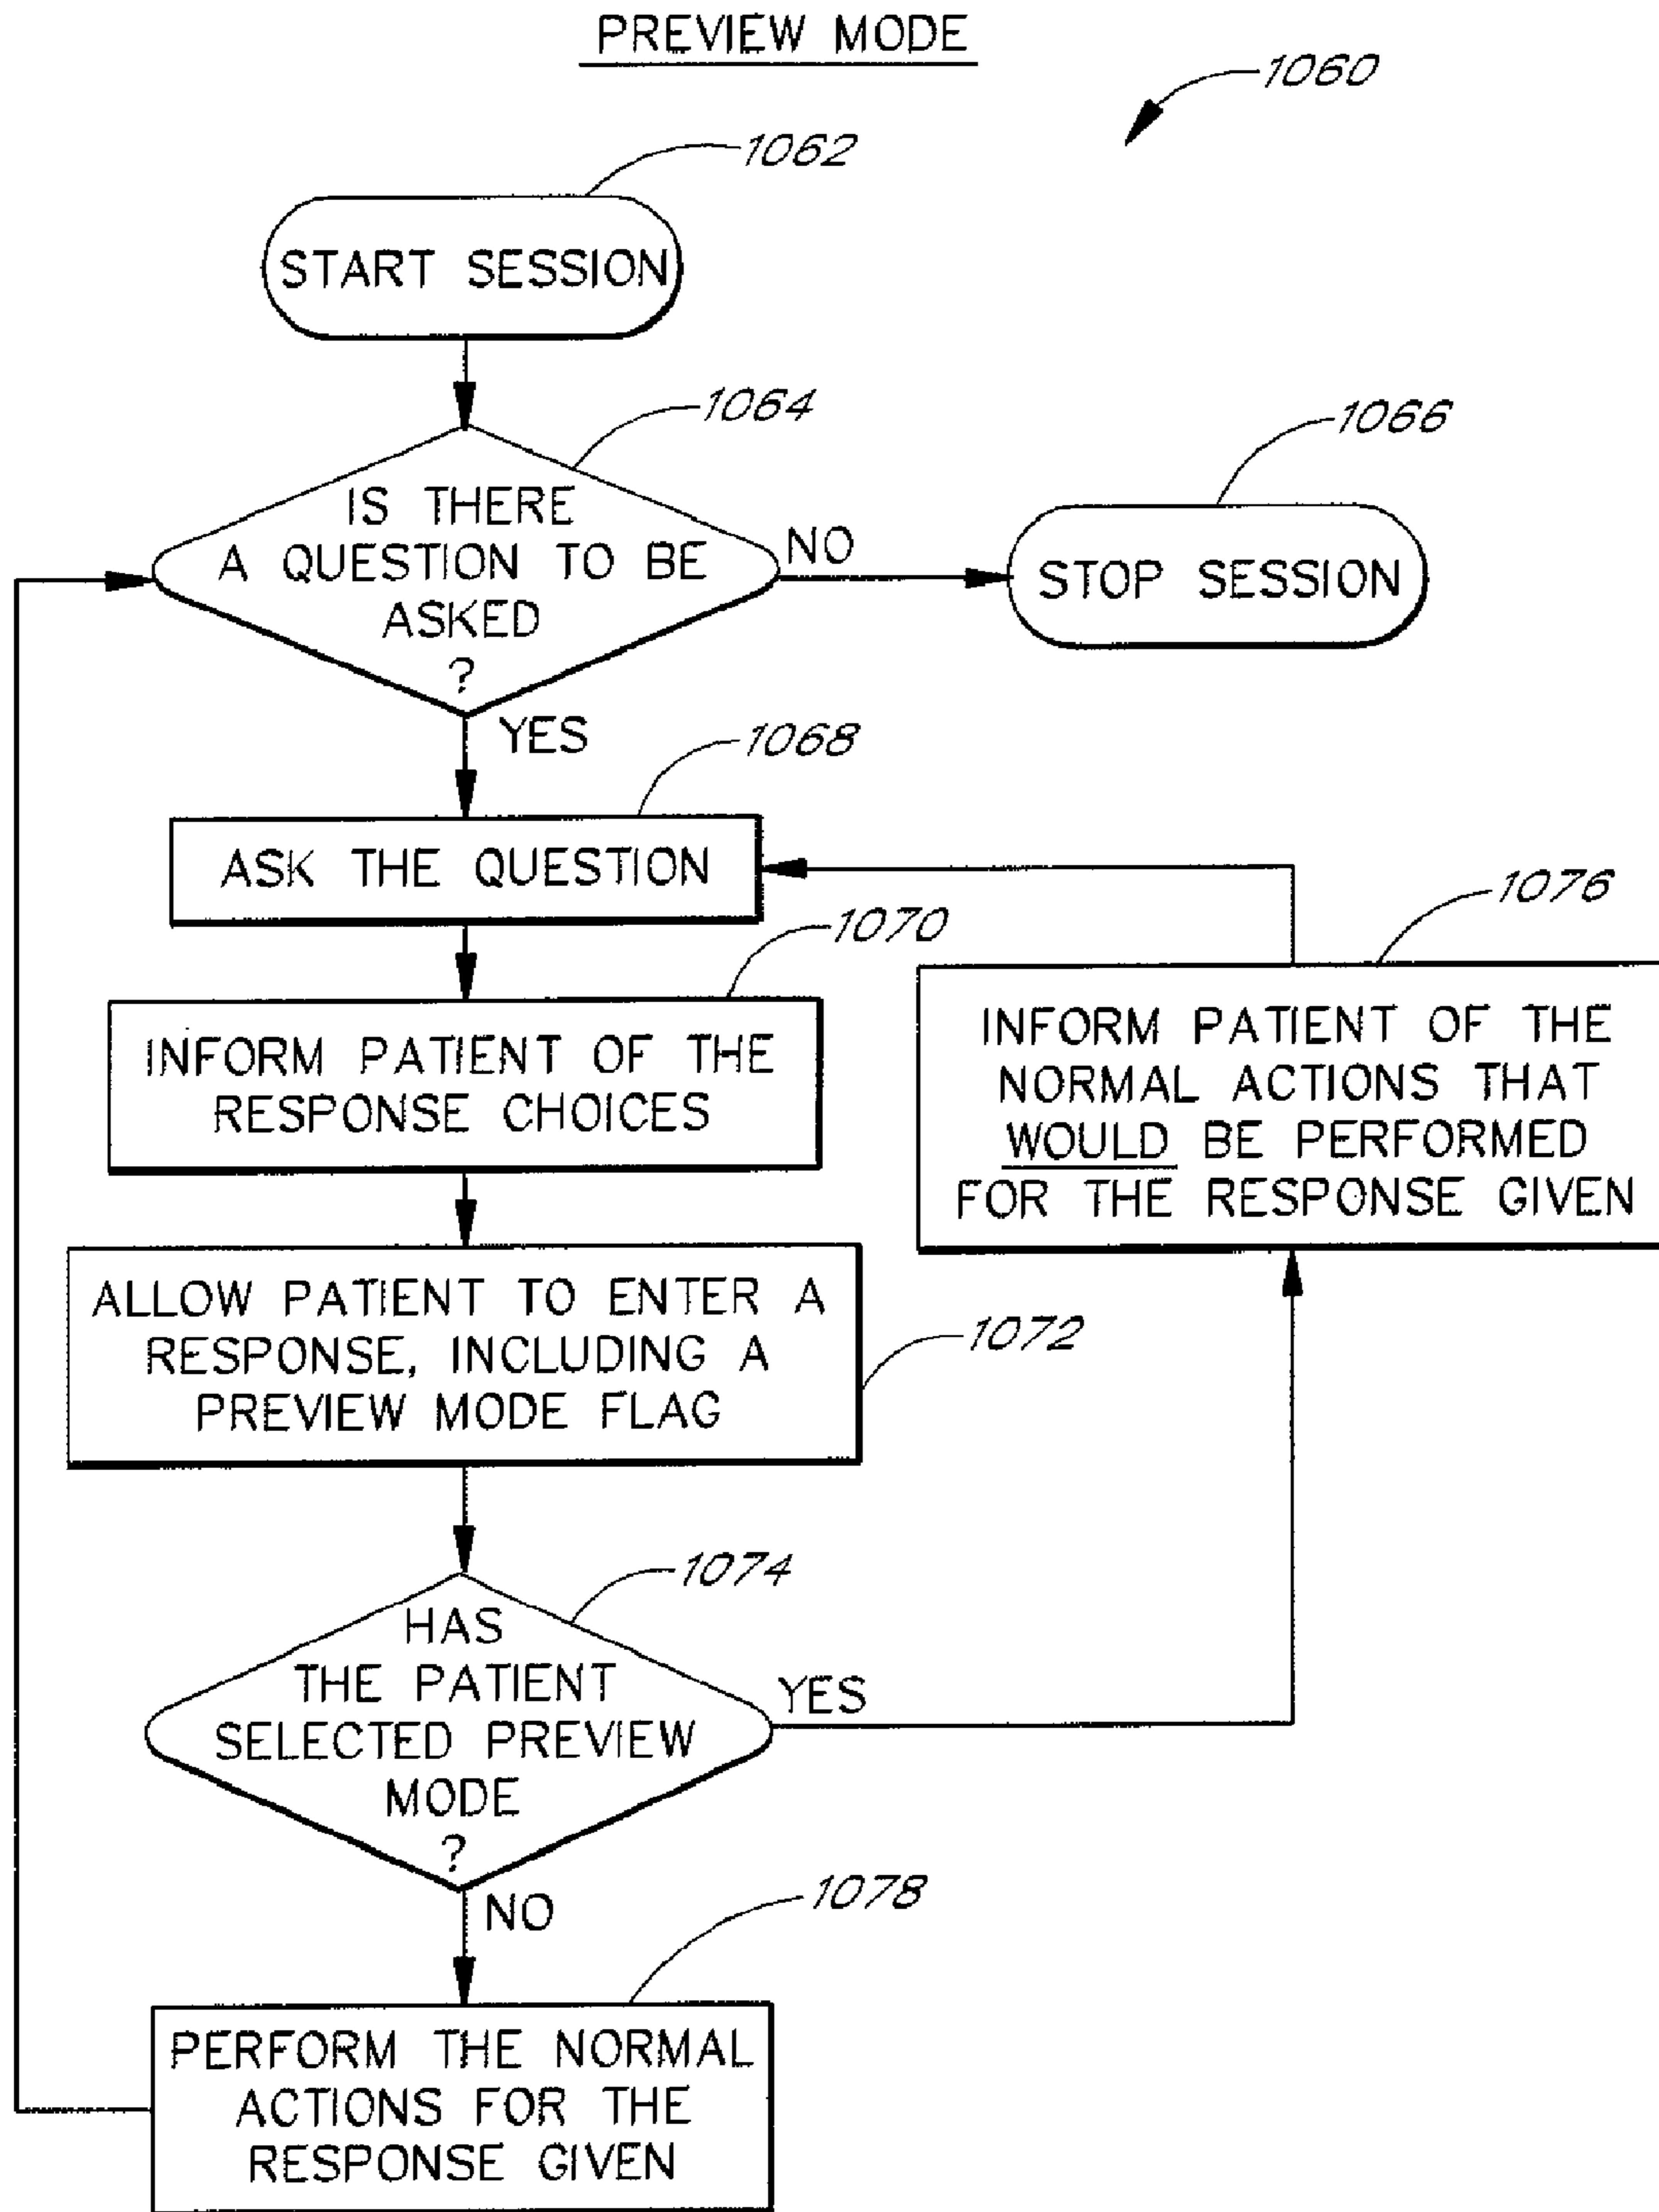 PREVIEW MODE
1060
1062
START SESSION
1064
IS THERE
A QUESTION TO BE
ASKED
?
NO
1066
STOP SESSION
YES
1068
ASK THE QUESTION
1070
INFORM PATIENT OF THE
RESPONSE CHOICES
1076
INFORM PATIENT OF THE
NORMAL ACTIONS THAT
WOULD BE PERFORMED
FOR THE RESPONSE GIVEN
ALLOW PATIENT TO ENTER A
RESPONSE, INCLUDING A
PREVIEW MODE FLAG
1072
1074
HAS
THE PATIENT
SELECTED PREVIEW
MODE
?
YES
NO
1078
PERFORM THE NORMAL
ACTIONS FOR THE
RESPONSE GIVEN